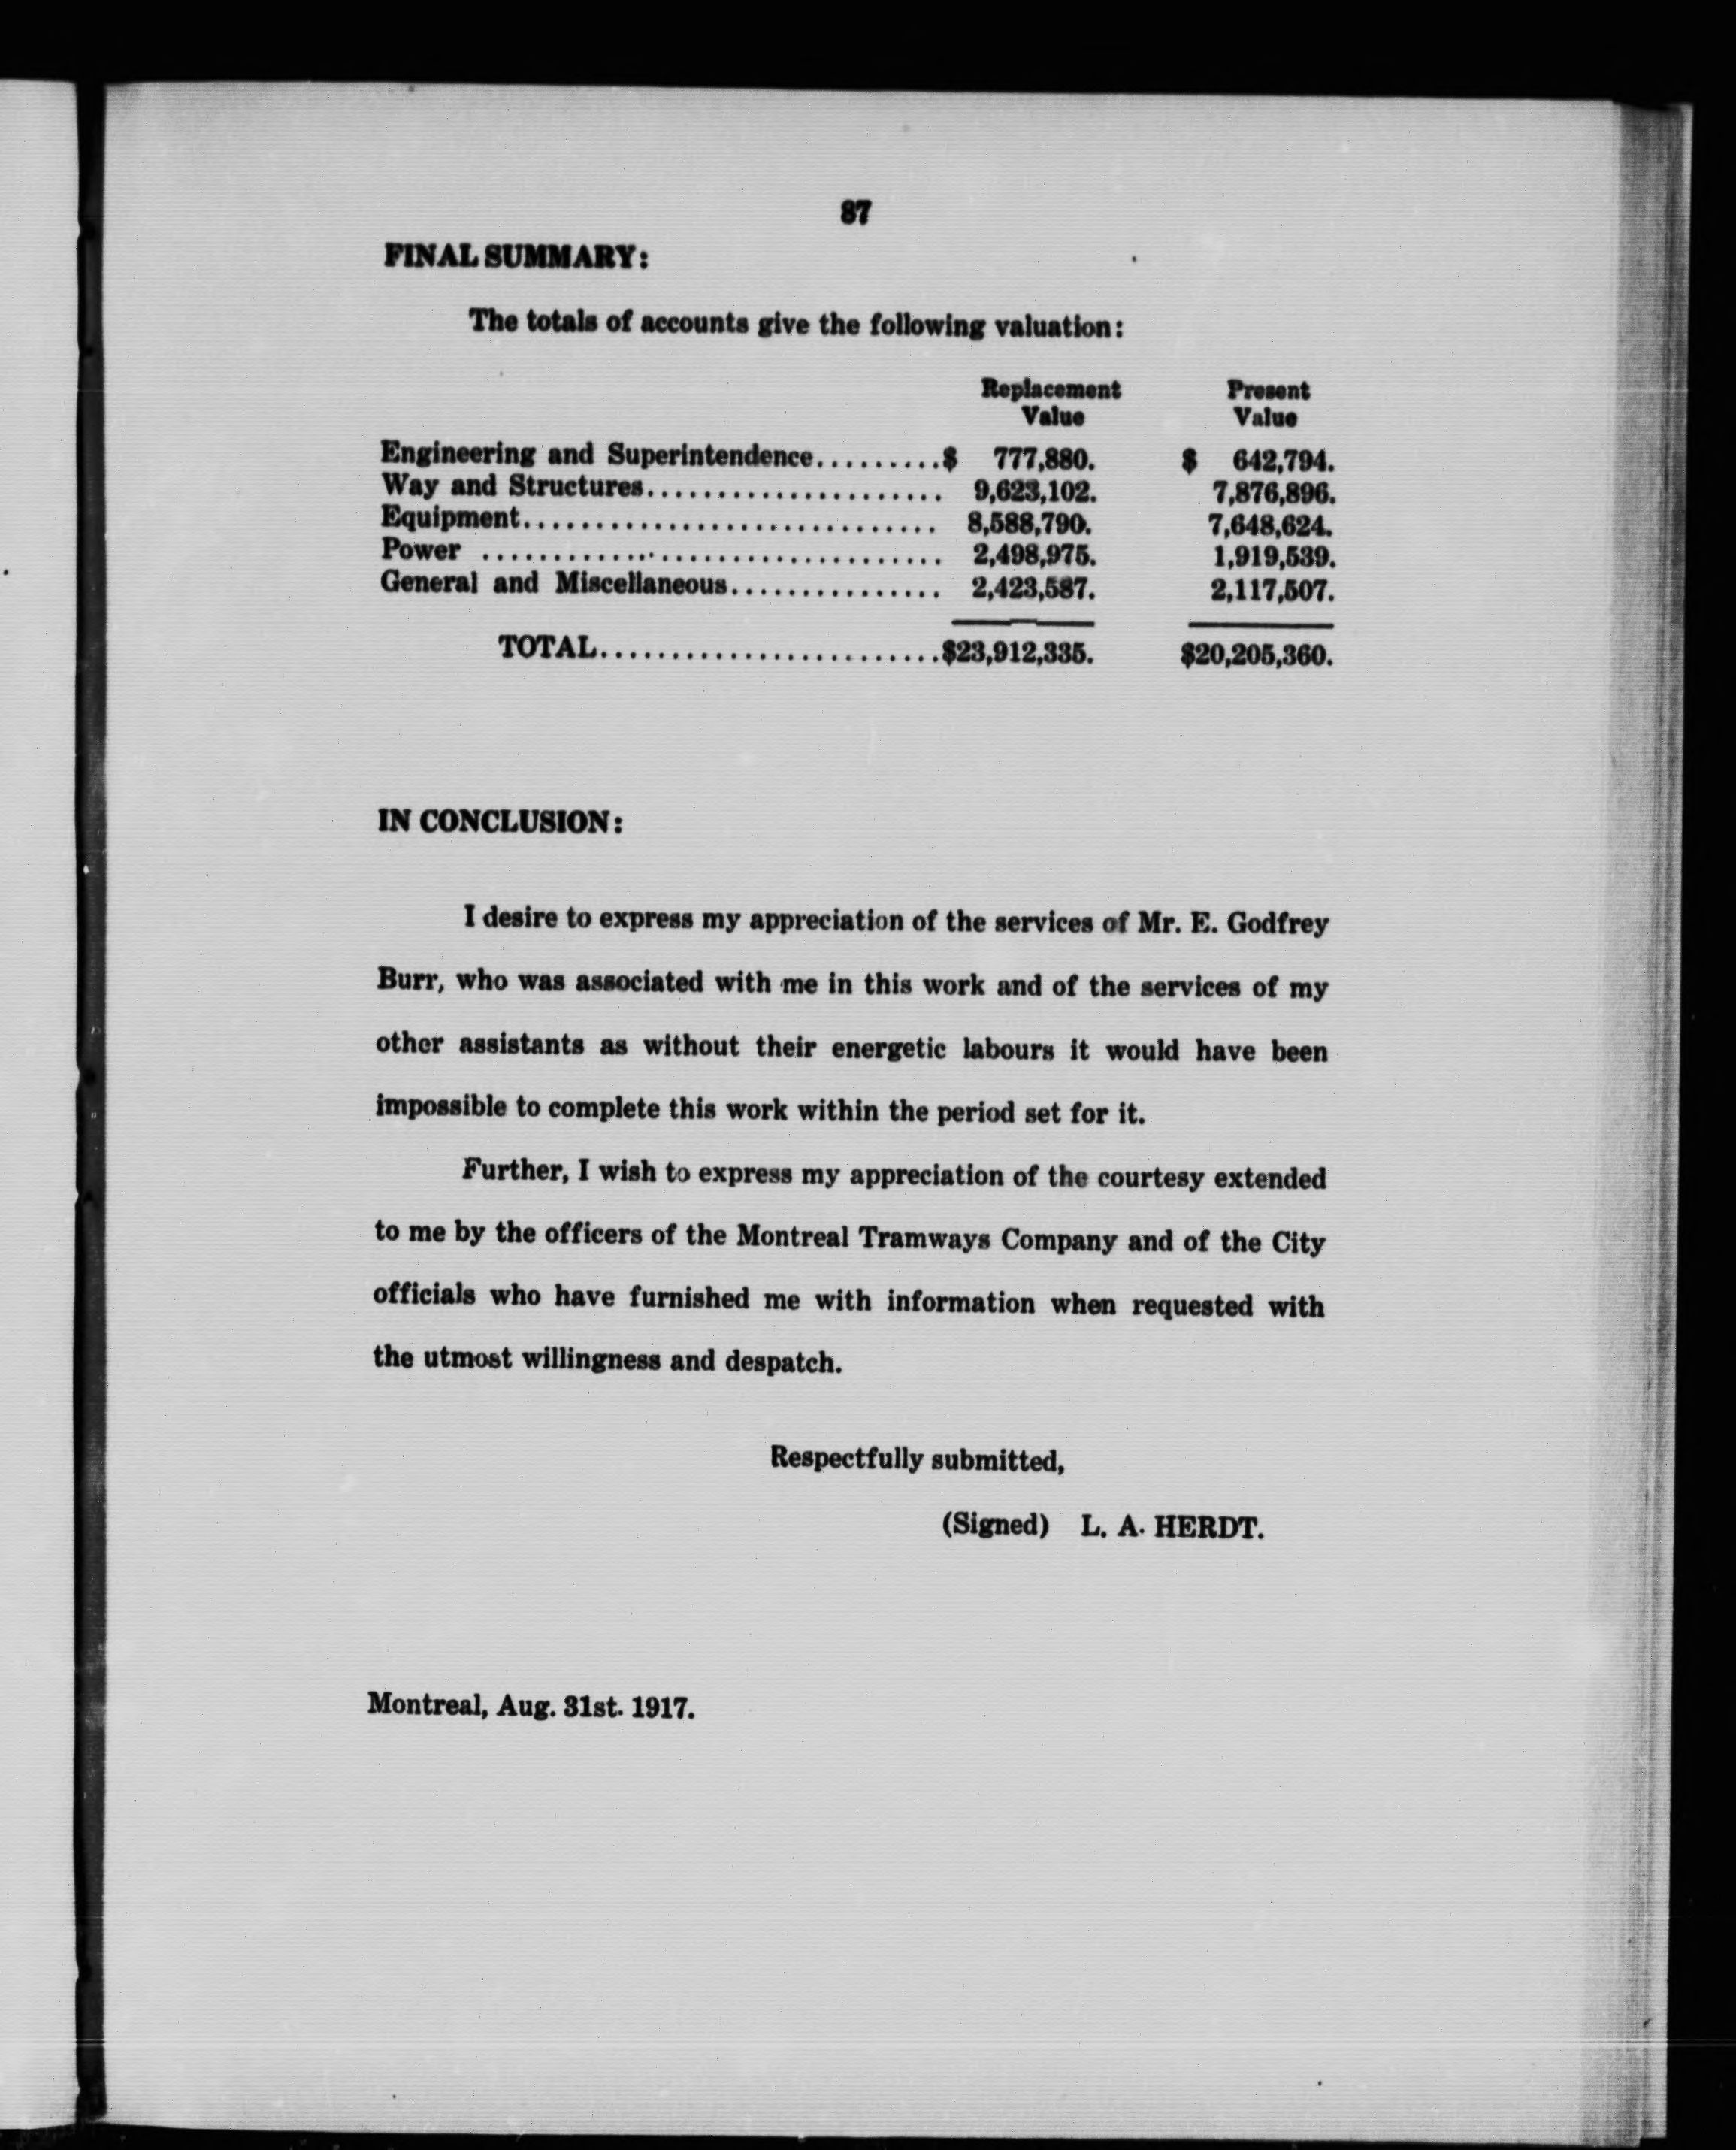 87
FINAL SUMMARY:
The totals of accounts give the following valuation:
Replacement Present
Value Value
Engineering and Superintendence.........$ 777,880. $ 642,794.
Way and Structures..................... 9,623,102. 7,876,896.
Equipment............................. 8,588,790. 7,648,624.
Power ................................. 2,498,975. 1,919,539.
General and Miscellaneous............... 2,423,587. 2,117,507.
TOTAL........................$23,912,335. $20,205,360.
IN CONCLUSION:
I desire to express my appreciation of the services of Mr. E. Godfrey
Burr, who was associated with me in this work and of the services of my
other assistants as without their energetic labours it would have been
impossible to complete this work within the period set for it.
Further, I wish to express my appreciation of the courtesy extended
to me by the officers of the Montreal Tramways Company and of the City
officials who have furnished me with information when requested with
the utmost willingness and despatch.
Respectfully submitted,
(Signed) L. A. HERDT.
Montreal, Aug. 31st. 1917.